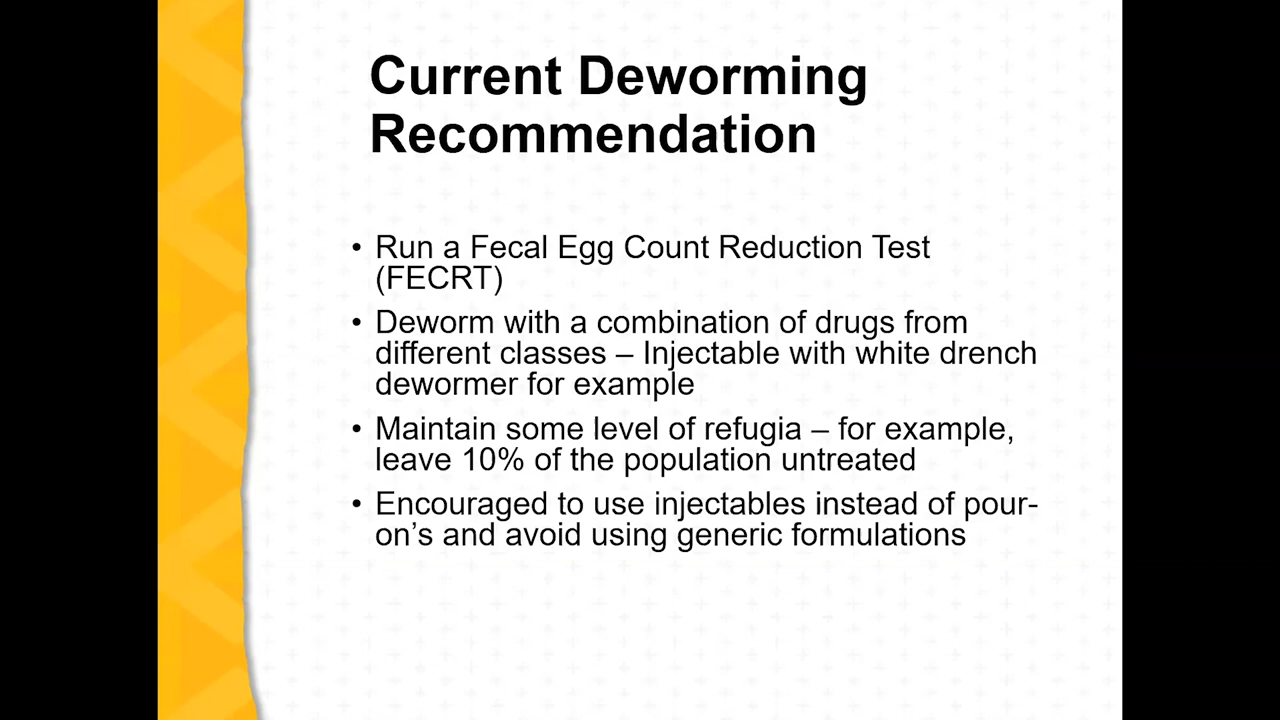 Current Deworming
Recommendation
• Run a Fecal Egg Count Reduction Test
(FECRT)
• Deworm with a combination of drugs from
different classes – Injectable with white drench
dewormer for example
• Maintain some level of refugia – for example,
leave 10% of the population untreated
• Encouraged to use injectables instead of pour-
on’s and avoid using generic formulations